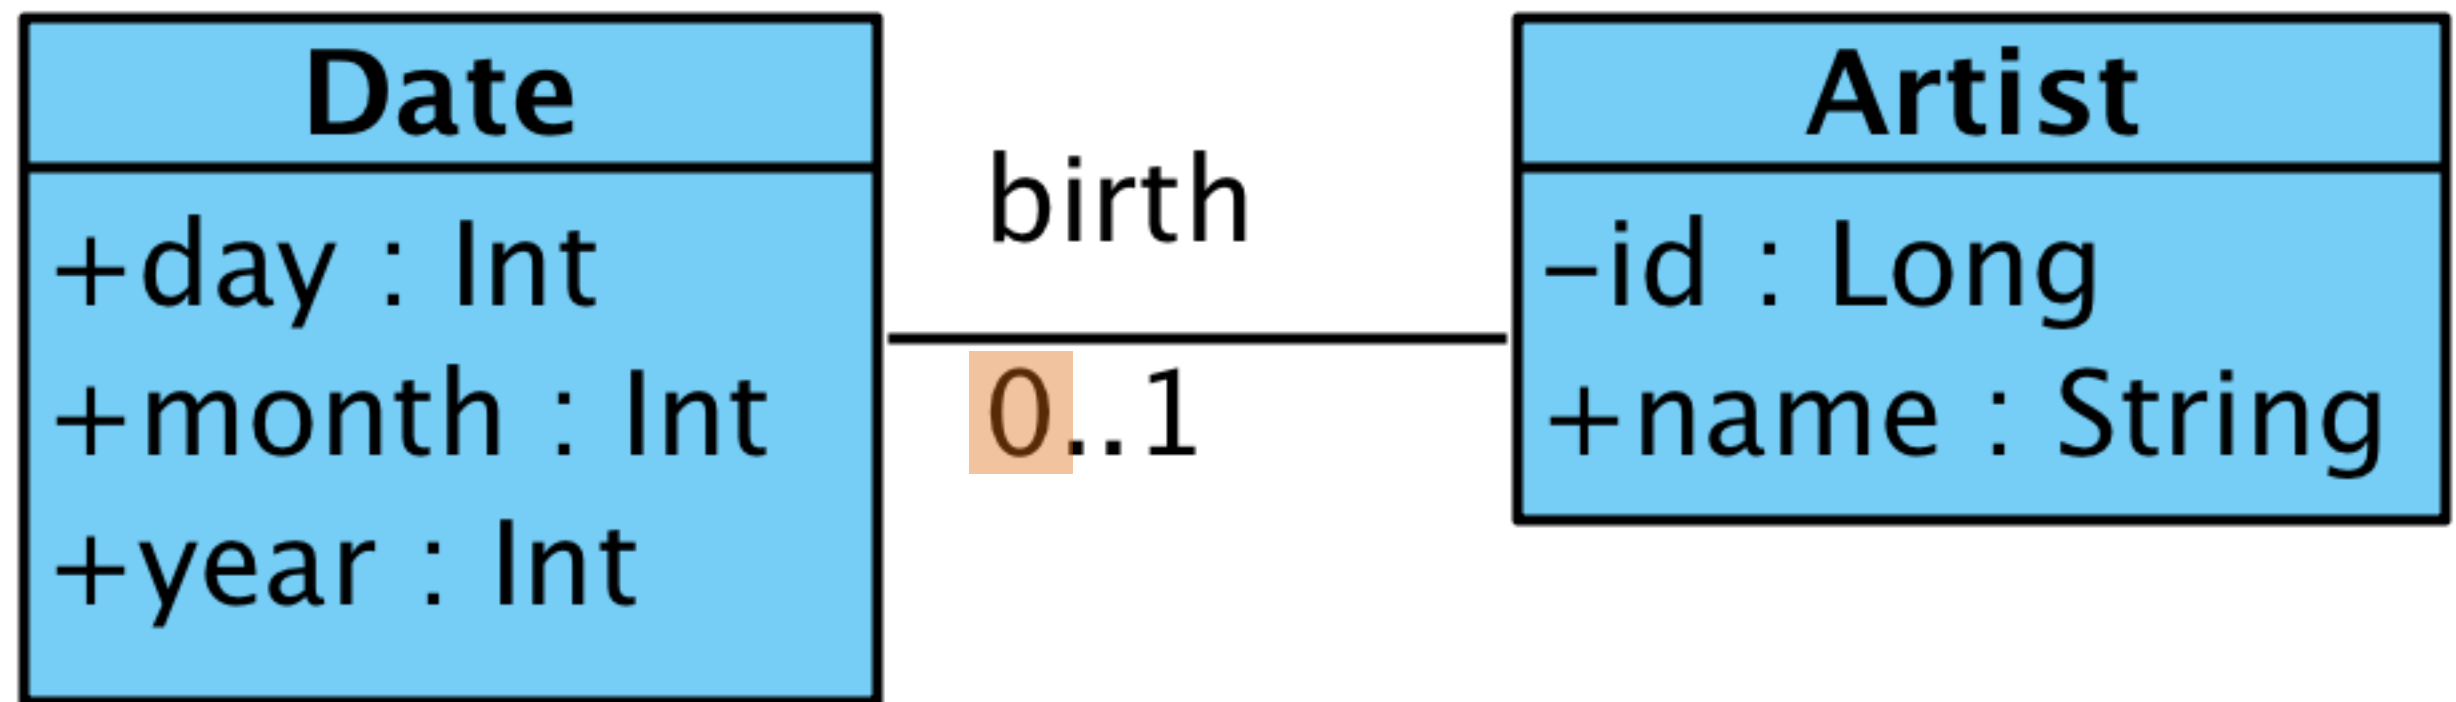 Date
+day : Int
+month : Int
+year : Int
birth
0..1
Artist
-id : Long
+name : String